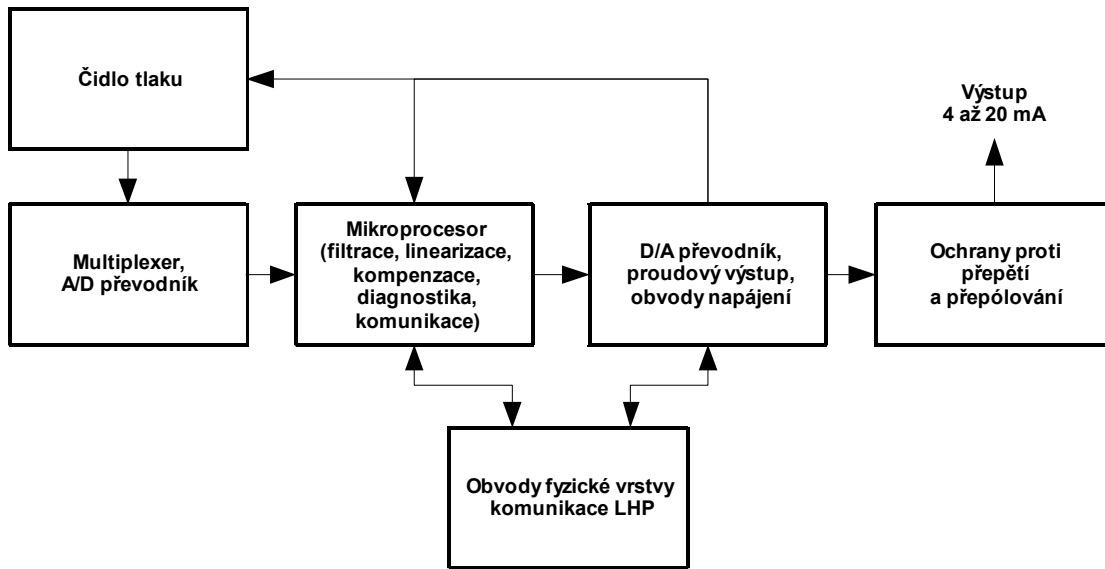 Čidlo tlaku
Výstup
4 až 20 mA
Multiplexer,
A/D převodník
Mikroprocesor
(filtrace, linearizace,
kompenzace,
diagnostika,
komunikace)
D/A převodník,
proudový výstup,
obvody napájení
Ochrany proti
přepětí
a přepólování
Obvody fyzické vrstvy
komunikace LHP